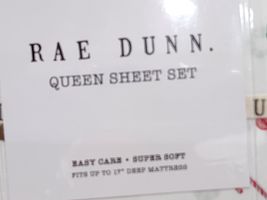 RAE DUNN.
QUEEN SHEET SET
U
EASY CARE • SUPER SOFT
FITS UP TO 17" DEEP MATTRESS